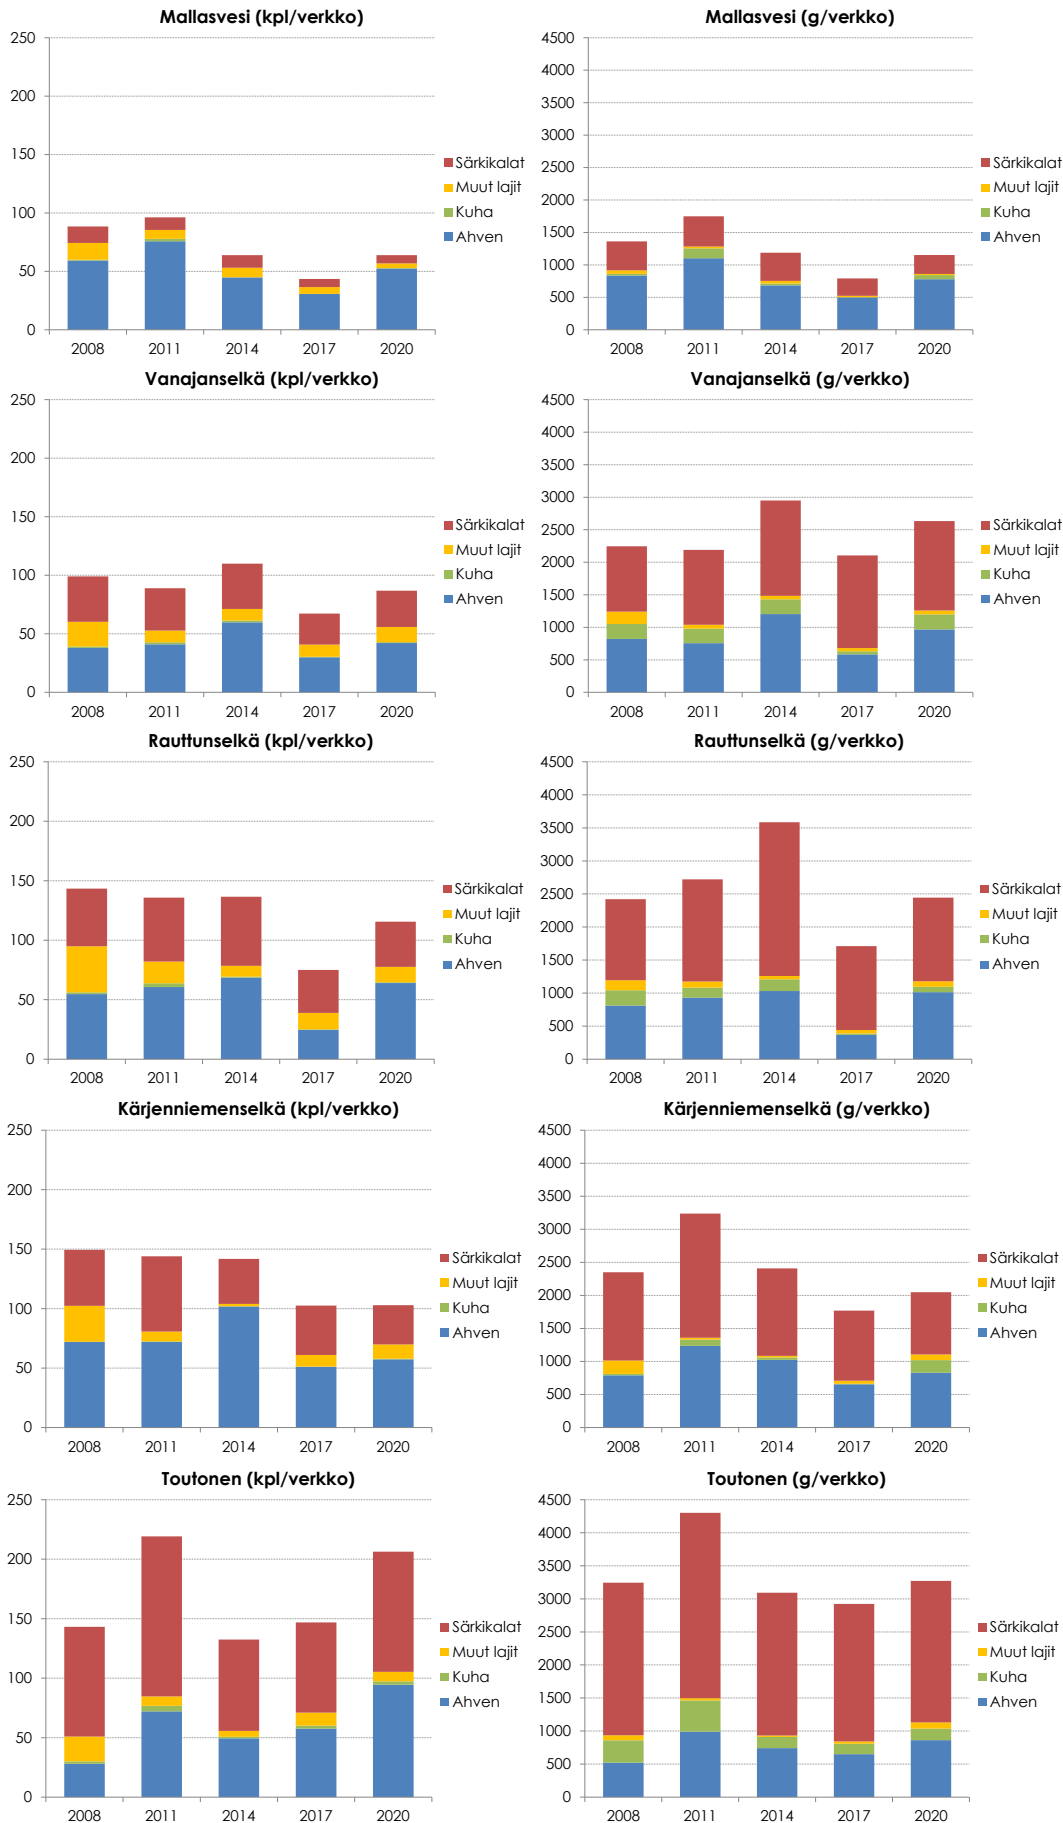 Mallasvesi (kpl/verkko)
250
200
150
100
50
0
2008 2011 2014 2017 2020
Särkikalat
Muut lajit
Kuha
Ahven
Mallasvesi (g/verkko)
4500
4000
3500
3000
2500
2000
1500
1000
500
0
2008 2011 2014 2017 2020
Särkikalat
Muut lajit
Kuha
Ahven
Vanajanselkä (kpl/verkko)
250
200
150
100
50
0
2008 2011 2014 2017 2020
Särkikalat
Muut lajit
Kuha
Ahven
Vanajanselkä (g/verkko)
4500
4000
3500
3000
2500
2000
1500
1000
500
0
2008 2011 2014 2017 2020
Särkikalat
Muut lajit
Kuha
Ahven
Rauttunselkä (kpl/verkko)
250
200
150
100
50
0
2008 2011 2014 2017 2020
Särkikalat
Muut lajit
Kuha
Ahven
Rauttunselkä (g/verkko)
4500
4000
3500
3000
2500
2000
1500
1000
500
0
2008 2011 2014 2017 2020
Särkikalat
Muut lajit
Kuha
Ahven
Kärjenniemenselkä (kpl/verkko)
250
200
150
100
50
0
2008 2011 2014 2017 2020
Särkikalat
Muut lajit
Kuha
Ahven
Kärjenniemenselkä (g/verkko)
4500
4000
3500
3000
2500
2000
1500
1000
500
0
2008 2011 2014 2017 2020
Särkikalat
Muut lajit
Kuha
Ahven
Toutonen (kpl/verkko)
250
200
150
100
50
0
2008 2011 2014 2017 2020
Särkikalat
Muut lajit
Kuha
Ahven
Toutonen (g/verkko)
4500
4000
3500
3000
2500
2000
1500
1000
500
0
2008 2011 2014 2017 2020
Särkikalat
Muut lajit
Kuha
Ahven